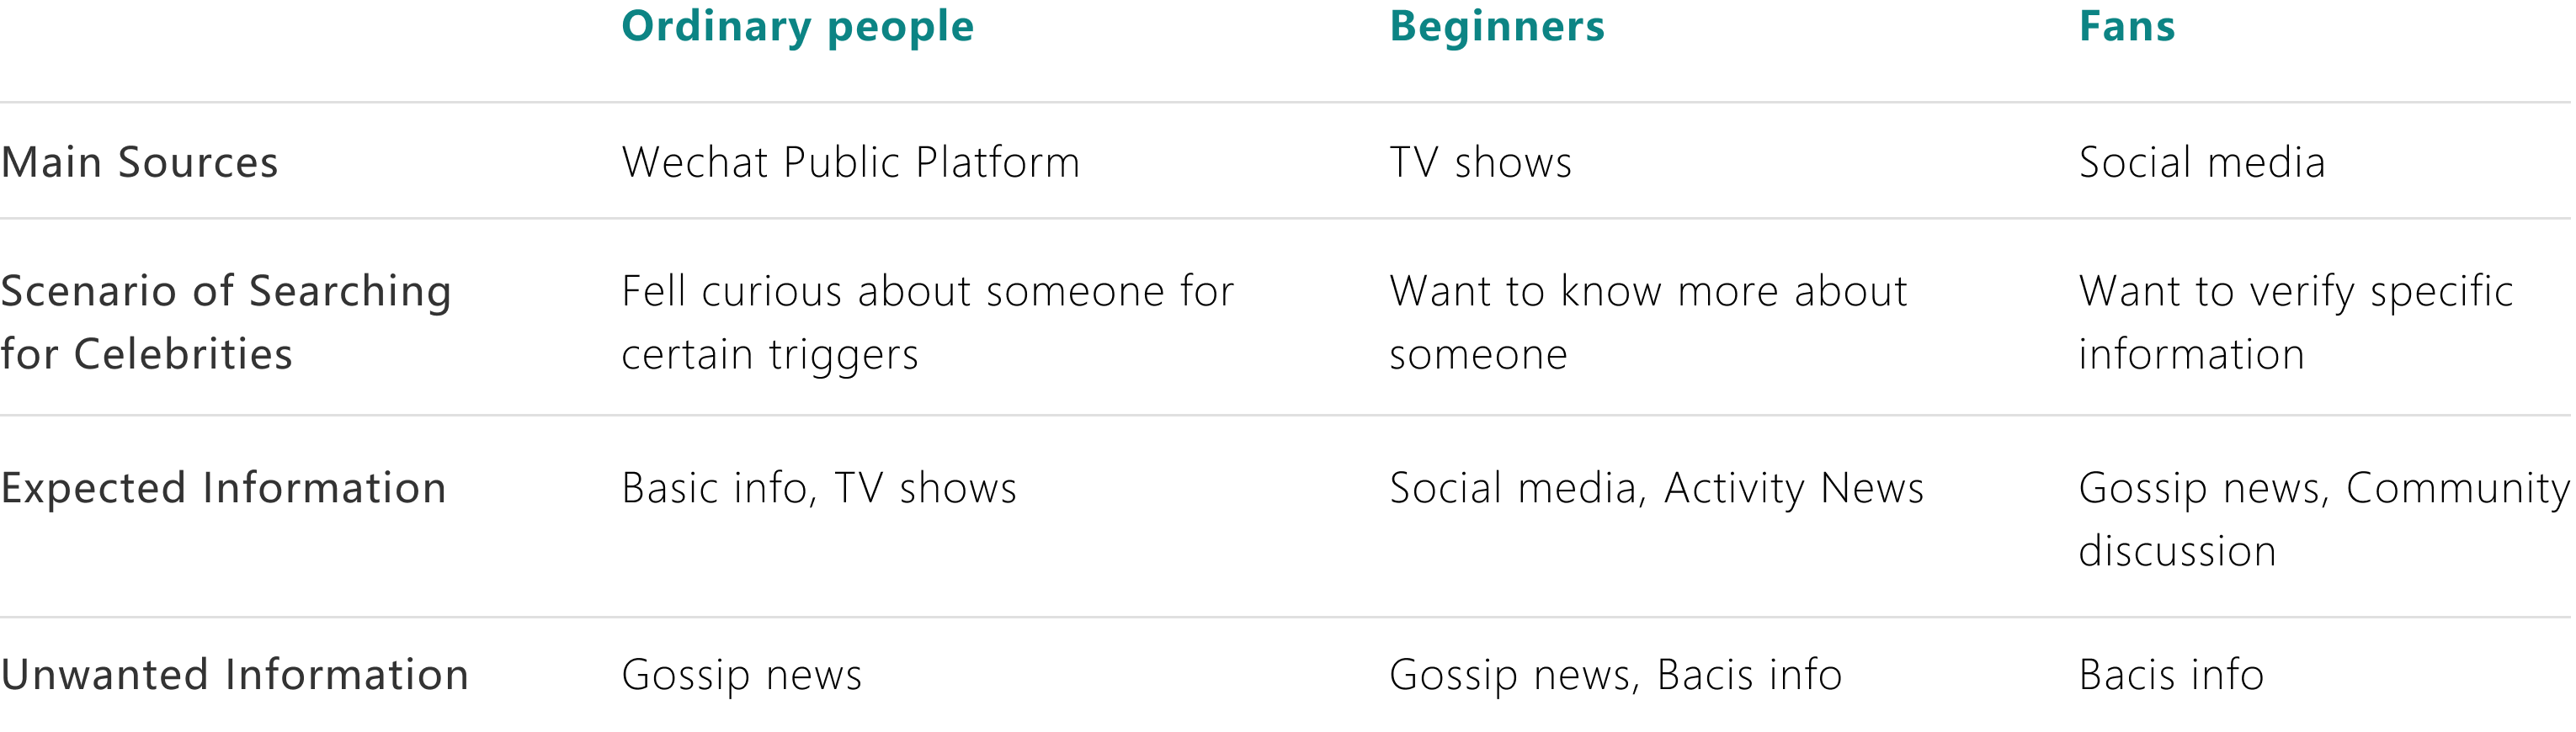 Ordinary people Beginners Fans
Main Sources Wechat Public Platform TV shows Social media
Scenario of Searching Fell curious about someone for Want to know more about Want to verify specific
for Celebrities certain triggers someone information
Expected Information Basic info, TV shows Social media, Activity News Gossip news, Community
discussion
Unwanted Information Gossip news Gossip news, Bacis info Bacis info